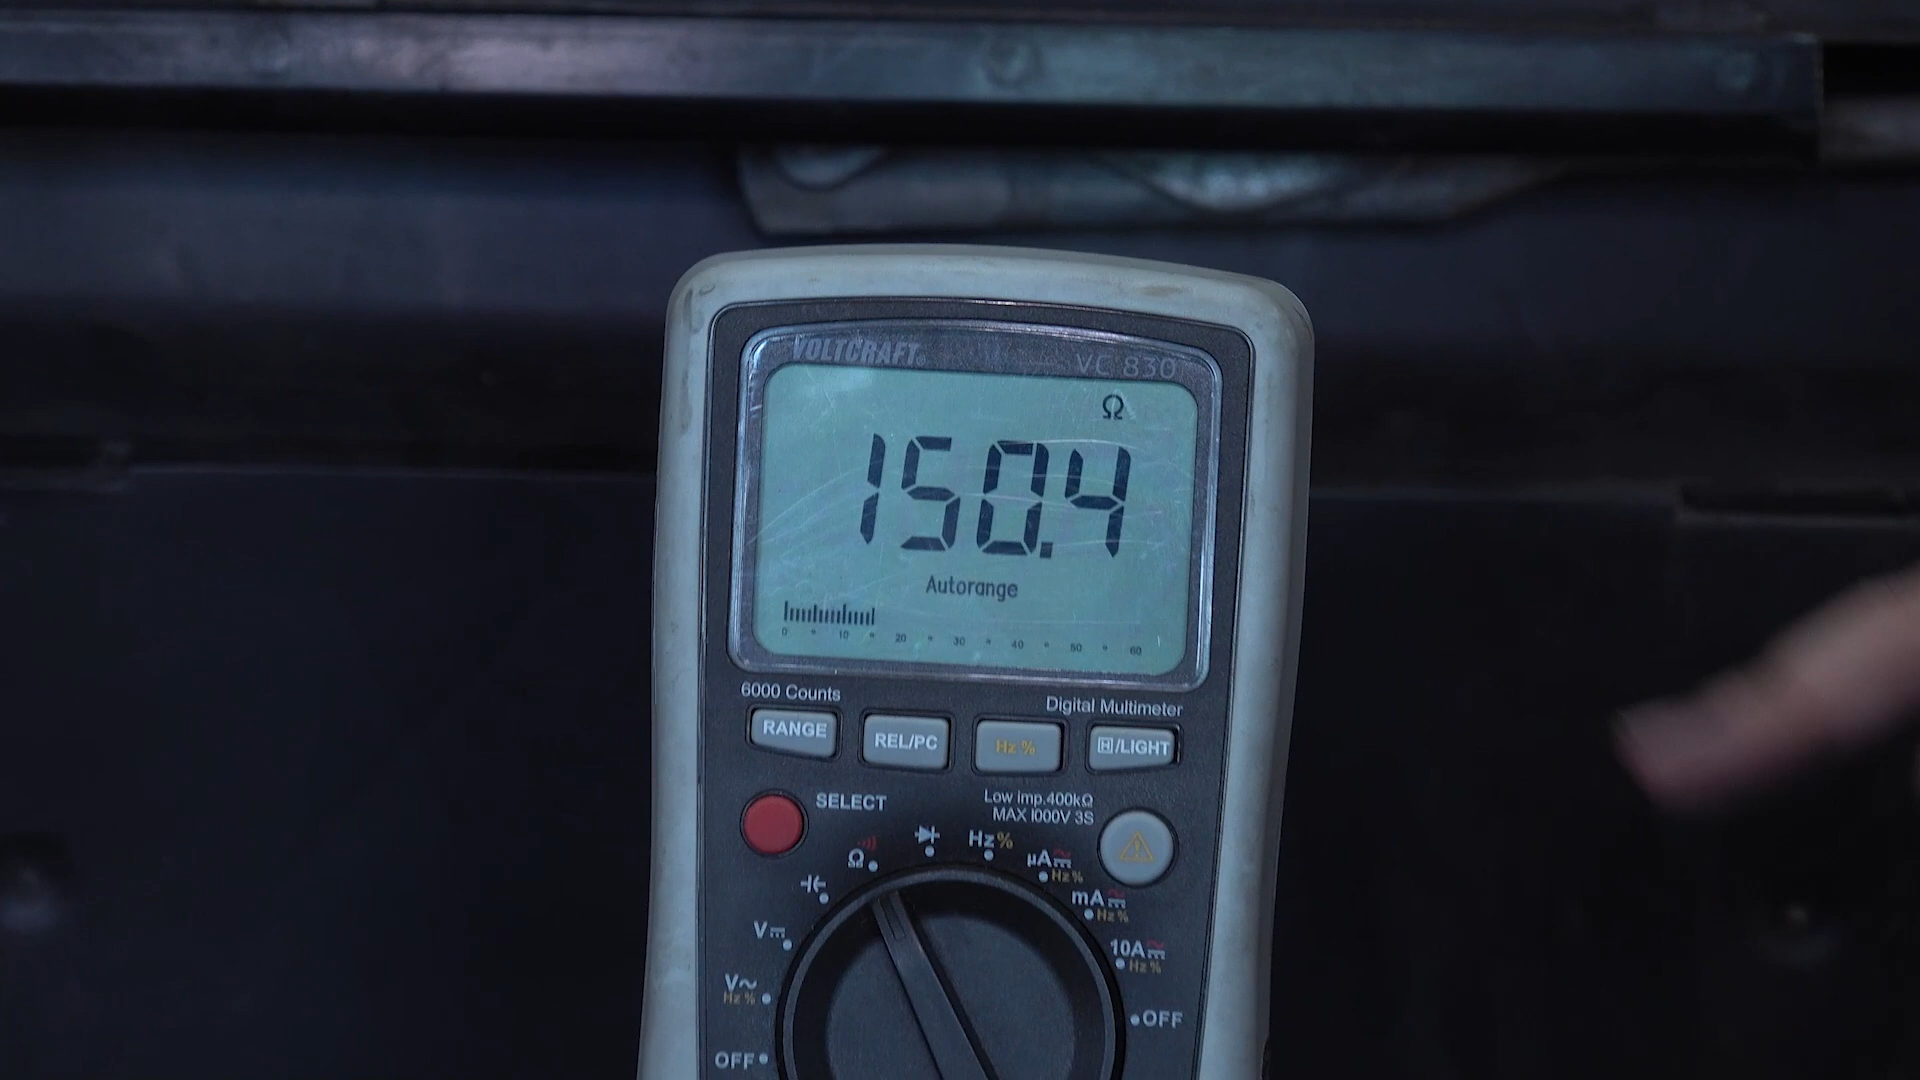 VOLTCRAFT®
VC 830
Ω
150.4
Autorange
0 10 20 30 40 50 60
6000 Counts
Digital Multimeter
RANGE
REL/PC
Hz %
H/LIGHT
SELECT
Low imp.400kΩ
MAX 1000V 3S
Ω
Hz%
µA
Hz%
mA
Hz%
V
10A
Hz%
V~
Hz%
OFF
OFF